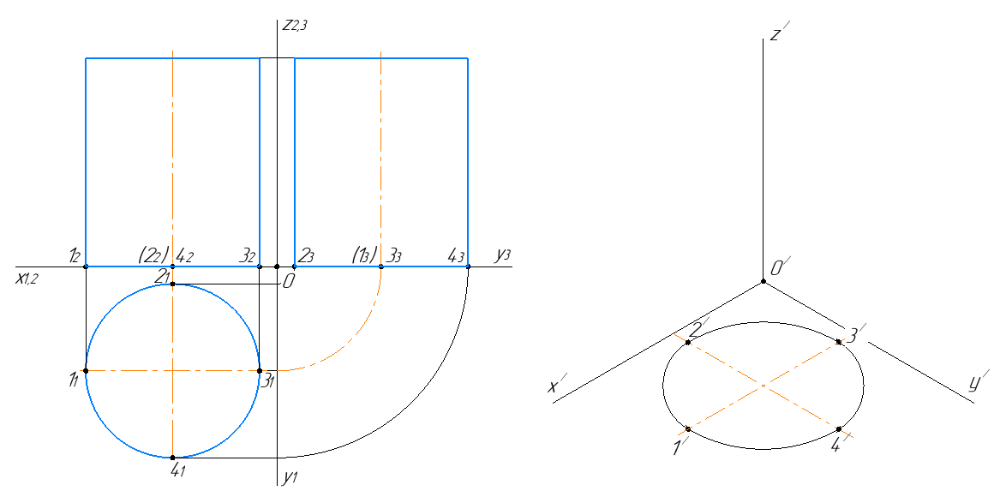 z2,3
z′
12
(22)
42
32
23
(13)
33
43
y3
x1,2
21
0
0′
11
31
41
y1
2′
3′
x′
y′
1′
4′